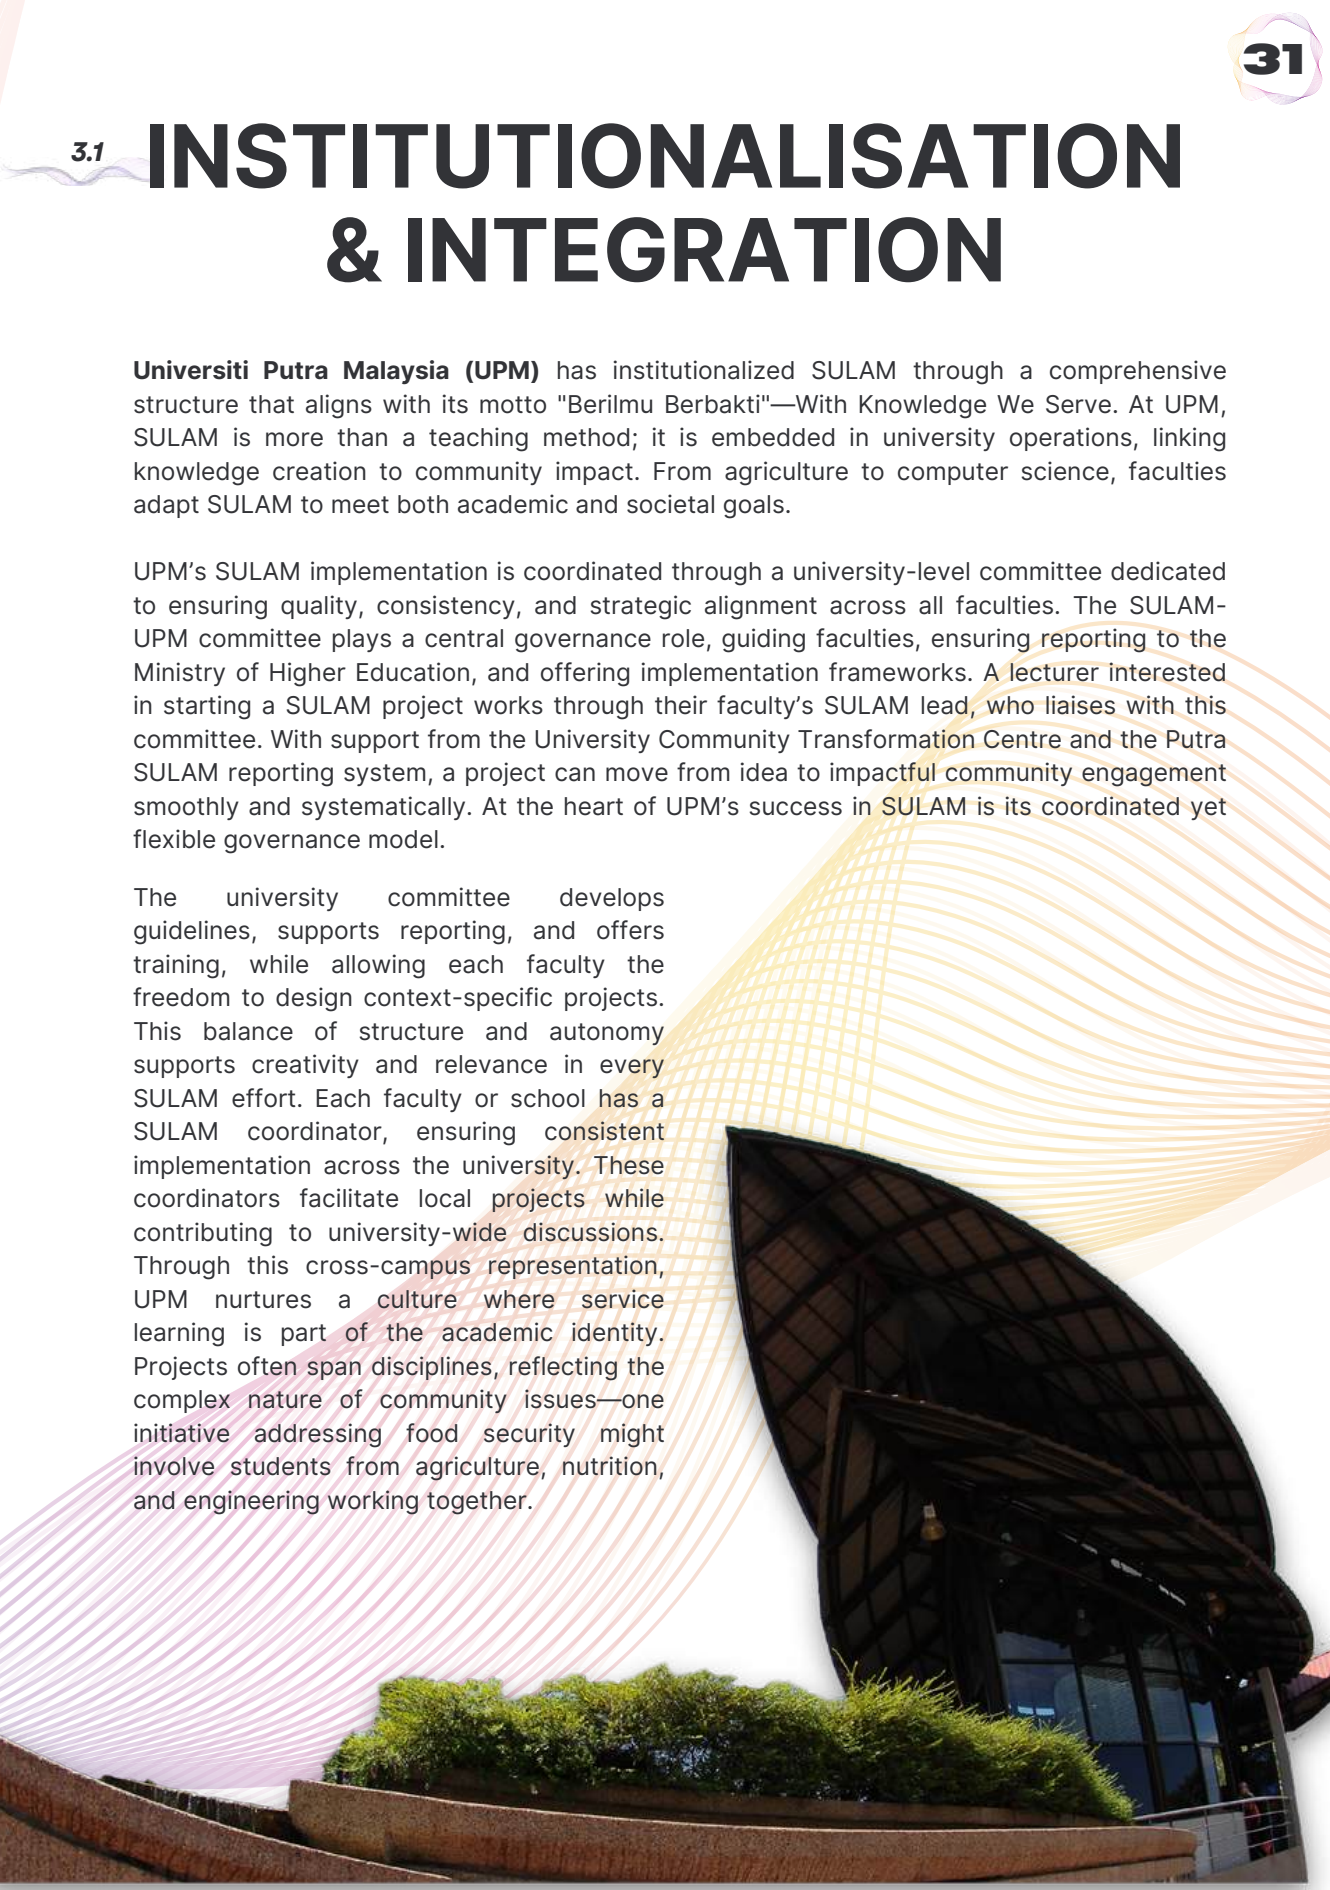 31
3.1
INSTITUTIONALISATION
& INTEGRATION
Universiti Putra Malaysia (UPM) has institutionalized SULAM through a comprehensive
structure that aligns with its motto "Berilmu Berbakti"—With Knowledge We Serve. At UPM,
SULAM is more than a teaching method; it is embedded in university operations, linking
knowledge creation to community impact. From agriculture to computer science, faculties
adapt SULAM to meet both academic and societal goals.
UPM’s SULAM implementation is coordinated through a university-level committee dedicated
to ensuring quality, consistency, and strategic alignment across all faculties. The SULAM-
UPM committee plays a central governance role, guiding faculties, ensuring reporting to the
Ministry of Higher Education, and offering implementation frameworks. A lecturer interested
in starting a SULAM project works through their faculty’s SULAM lead, who liaises with this
committee. With support from the University Community Transformation Centre and the Putra
SULAM reporting system, a project can move from idea to impactful community engagement
smoothly and systematically. At the heart of UPM’s success in SULAM is its coordinated yet
flexible governance model.
The university committee develops
guidelines, supports reporting, and offers
training, while allowing each faculty the
freedom to design context-specific projects.
This balance of structure and autonomy
supports creativity and relevance in every
SULAM effort. Each faculty or school has a
SULAM coordinator, ensuring consistent
implementation across the university. These
coordinators facilitate local projects while
contributing to university-wide discussions.
Through this cross-campus representation,
UPM nurtures a culture where service
learning is part of the academic identity.
Projects often span disciplines, reflecting the
complex nature of community issues—one
initiative addressing food security might
involve students from agriculture, nutrition,
and engineering working together.